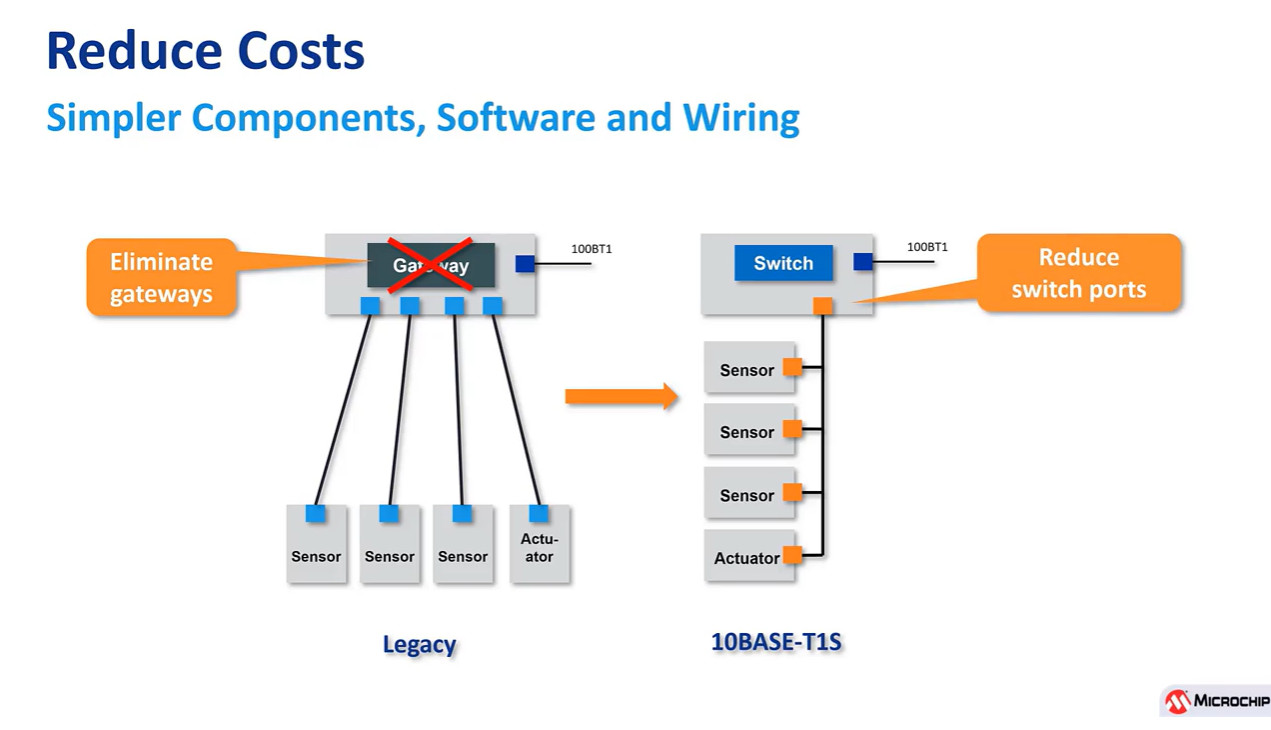 Reduce Costs
Simpler Components, Software and Wiring
Eliminate
gateways
Gateway
100BT1
Sensor
Sensor
Sensor
Actu-
ator
Legacy
Switch
100BT1
Reduce
switch ports
Sensor
Sensor
Sensor
Actuator
10BASE-T1S
MICROCHIP